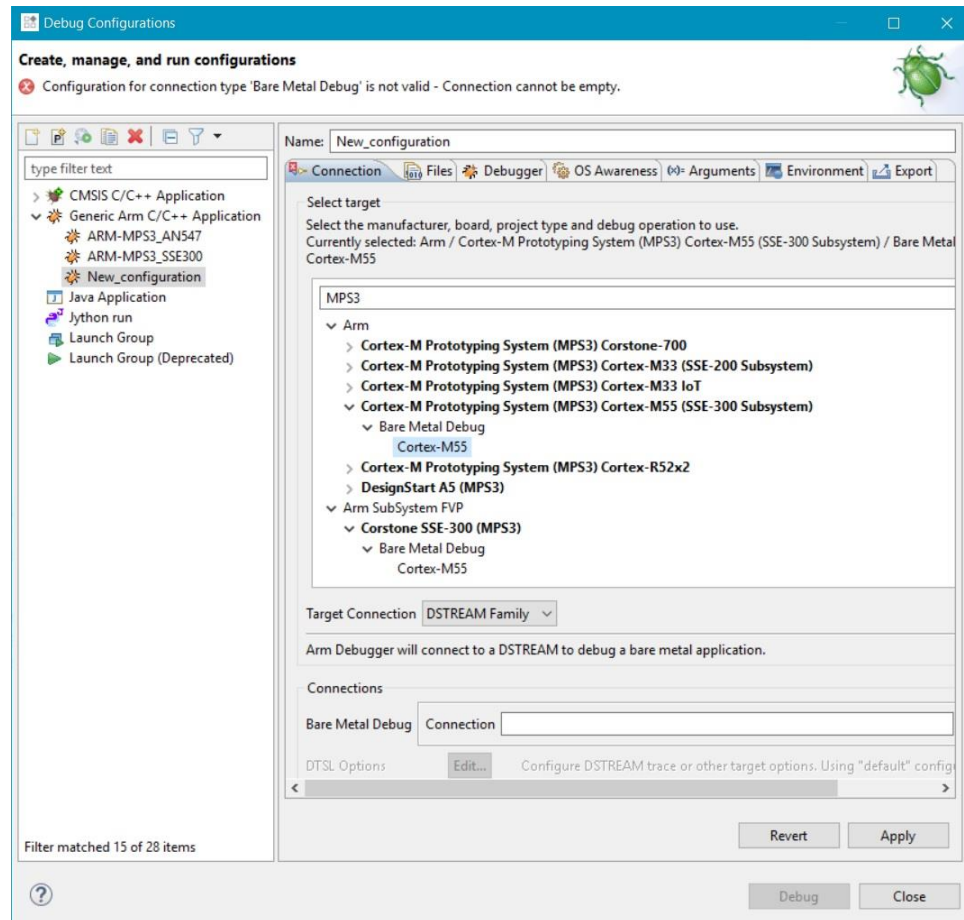 Debug Configurations
Create, manage, and run configurations
Configuration for connection type 'Bare Metal Debug' is not valid - Connection cannot be empty.
type filter text
CMSIS C/C++ Application
Generic Arm C/C++ Application
ARM-MPS3_AN547
ARM-MPS3_SSE300
New_configuration
Java Application
Jython run
Launch Group
Launch Group (Deprecated)
Filter matched 15 of 28 items
Name: New_configuration
Connection Files Debugger OS Awareness (x)= Arguments Environment Export
Select target
Select the manufacturer, board, project type and debug operation to use.
Currently selected: Arm / Cortex-M Prototyping System (MPS3) Cortex-M55 (SSE-300 Subsystem) / Bare Metal
Cortex-M55
MPS3
Arm
Cortex-M Prototyping System (MPS3) Corstone-700
Cortex-M Prototyping System (MPS3) Cortex-M33 (SSE-200 Subsystem)
Cortex-M Prototyping System (MPS3) Cortex-M33 IoT
Cortex-M Prototyping System (MPS3) Cortex-M55 (SSE-300 Subsystem)
Bare Metal Debug
Cortex-M55
Cortex-M Prototyping System (MPS3) Cortex-R52x2
DesignStart A5 (MPS3)
Arm SubSystem FVP
Corstone SSE-300 (MPS3)
Bare Metal Debug
Cortex-M55
Target Connection DSTREAM Family
Arm Debugger will connect to a DSTREAM to debug a bare metal application.
Connections
Bare Metal Debug Connection
DTSL Options Edit... Configure DSTREAM trace or other target options. Using "default" config
Revert Apply
Debug Close